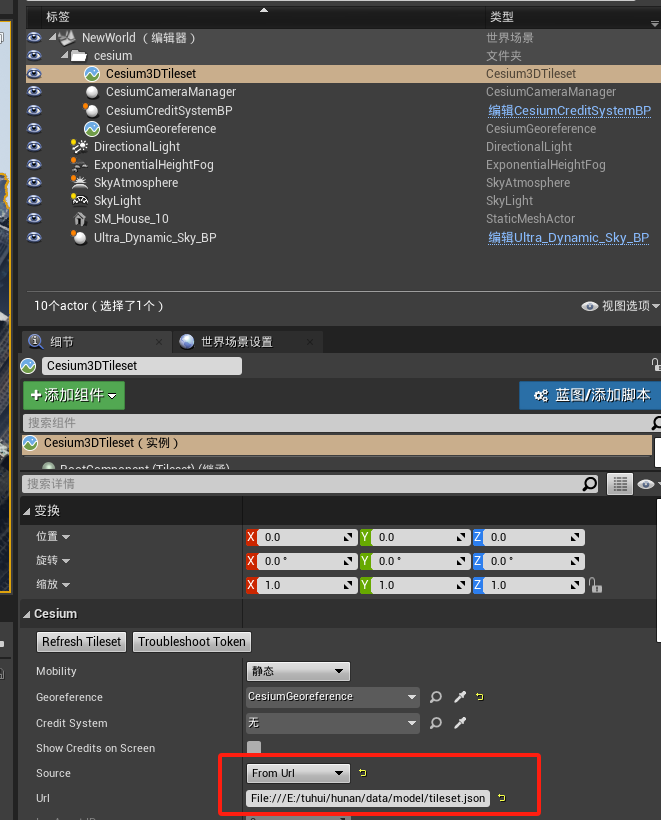 标签 类型
NewWorld （编辑器） 世界场景
cesium 文件夹
Cesium3DTileset Cesium3DTileset
CesiumCameraManager CesiumCameraManager
CesiumCreditSystemBP 编辑CesiumCreditSystemBP
CesiumGeoreference CesiumGeoreference
DirectionalLight DirectionalLight
ExponentialHeightFog ExponentialHeightFog
SkyAtmosphere SkyAtmosphere
SkyLight SkyLight
SM_House_10 StaticMeshActor
Ultra_Dynamic_Sky_BP 编辑Ultra_Dynamic_Sky_BP
10个actor（选择了1个） 视图选项
细节 世界场景设置
Cesium3DTileset
添加组件 蓝图/添加脚本
搜索组件
Cesium3DTileset（实例）
RootComponent (Tileset) (继承)
搜索详情
变换
位置 X 0.0 Y 0.0 Z 0.0
旋转 X 0.0 ° Y 0.0 ° Z 0.0 °
缩放 X 1.0 Y 1.0 Z 1.0
Cesium
Refresh Tileset Troubleshoot Token
Mobility 静态
Georeference CesiumGeoreference
Credit System 无
Show Credits on Screen
Source From Url
Url File:///E:/tuhui/hunan/data/model/tileset.json